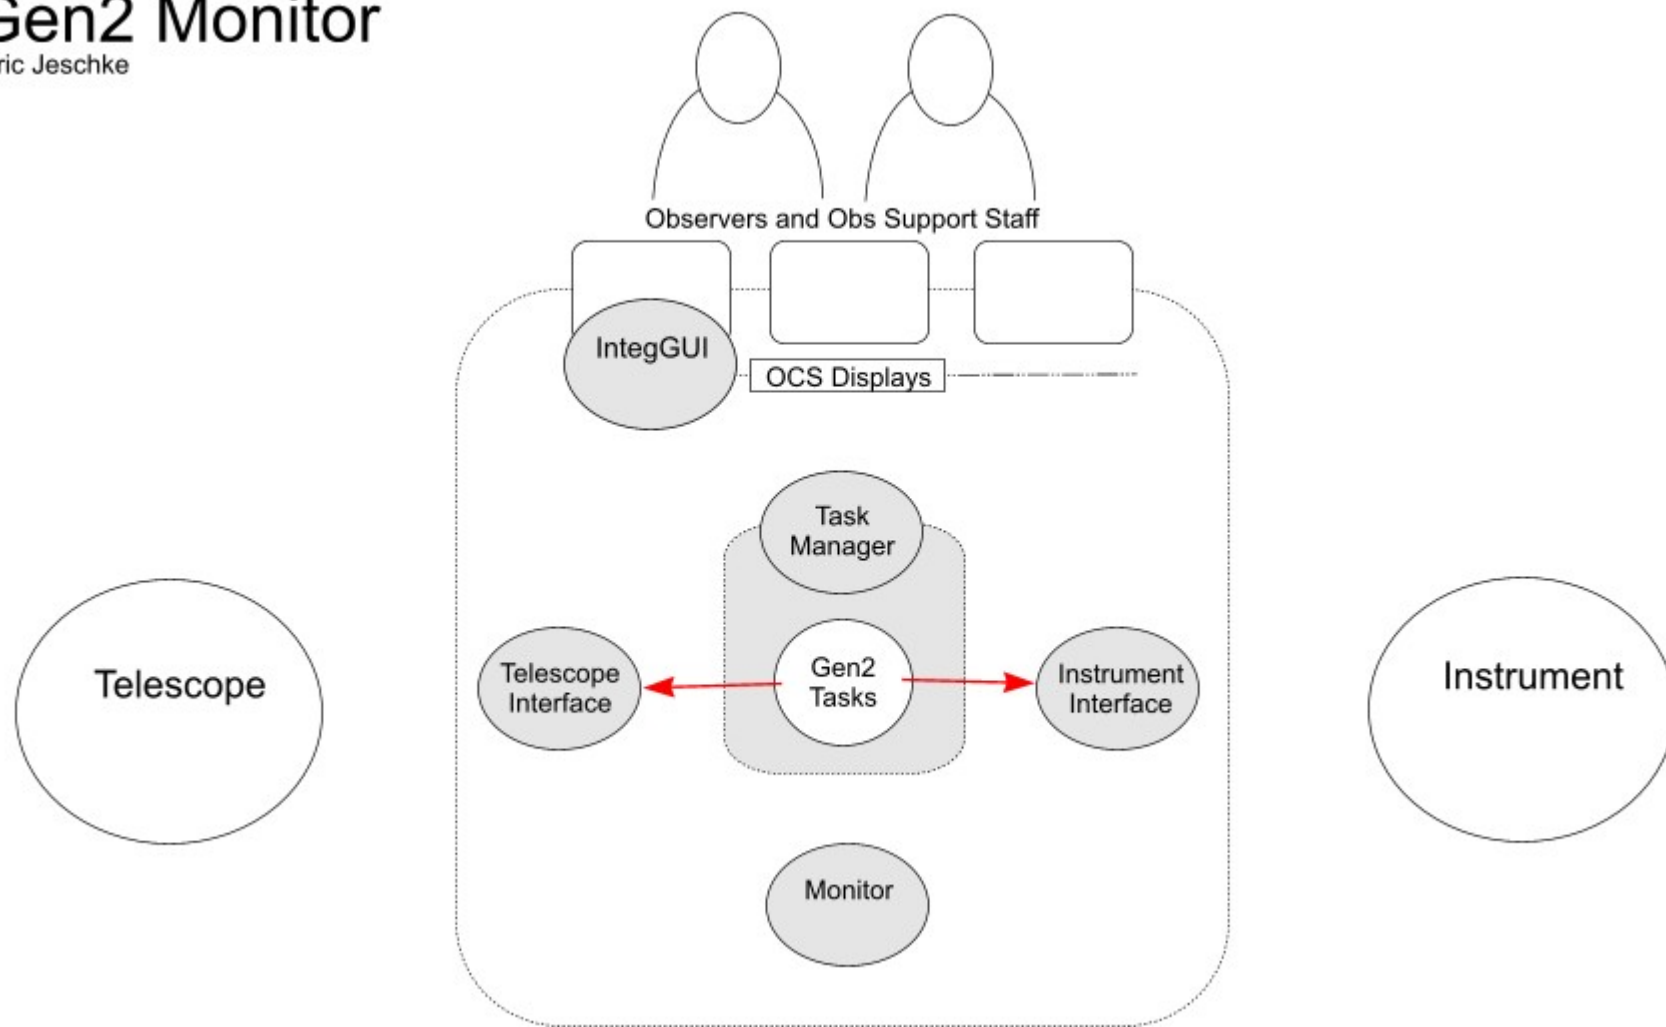 Gen2 Monitor
ric Jeschke
Observers and Obs Support Staff
IntegGUI
OCS Displays
Task
Manager
Telescope
Telescope
Interface
Gen2
Tasks
Instrument
Interface
Instrument
Monitor